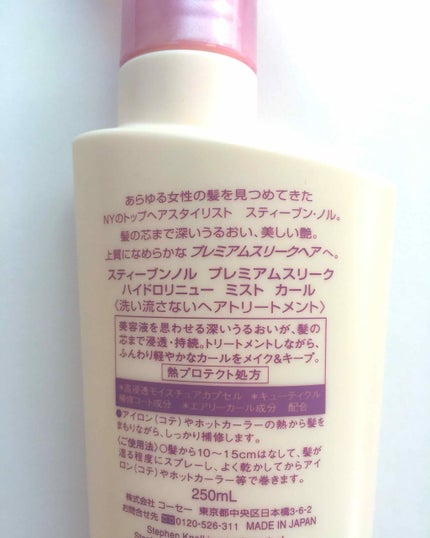 あらゆる女性の髪を見つめてきた
NYのトップヘアスタイリスト スティーブン・ノル。
髪の芯まで深いうるおい、美しい艶。
上質になめらかな プレミアムスリークヘア へ。
スティーブンノル プレミアムスリーク
ハイドロリニュー ミスト カール
〈洗い流さないヘアトリートメント〉
美容液を思わせる深いうるおいが、髪の
芯まで浸透・持続。トリートメントしながら、
ふんわり軽やかなカールをメイク&キープ。
熱プロテクト処方
*高浸透モイスチュアカプセル *キューティクル
補修コート成分 *エアリーカール成分 配合
●アイロン(コテ)やホットカーラーの熱から髪を
まもりながら、しっかり補修します。
〈ご使用法〉○髪から10~15cmはなして、髪が
湿る程度にスプレーし、よく乾かしてからアイ
ロン(コテ)やホットカーラー等で巻きます。
250mL
株式会社 コーセー 東京都中央区日本橋3-6-2
お問合せ先 0120-526-311 MADE IN JAPAN
Stephen